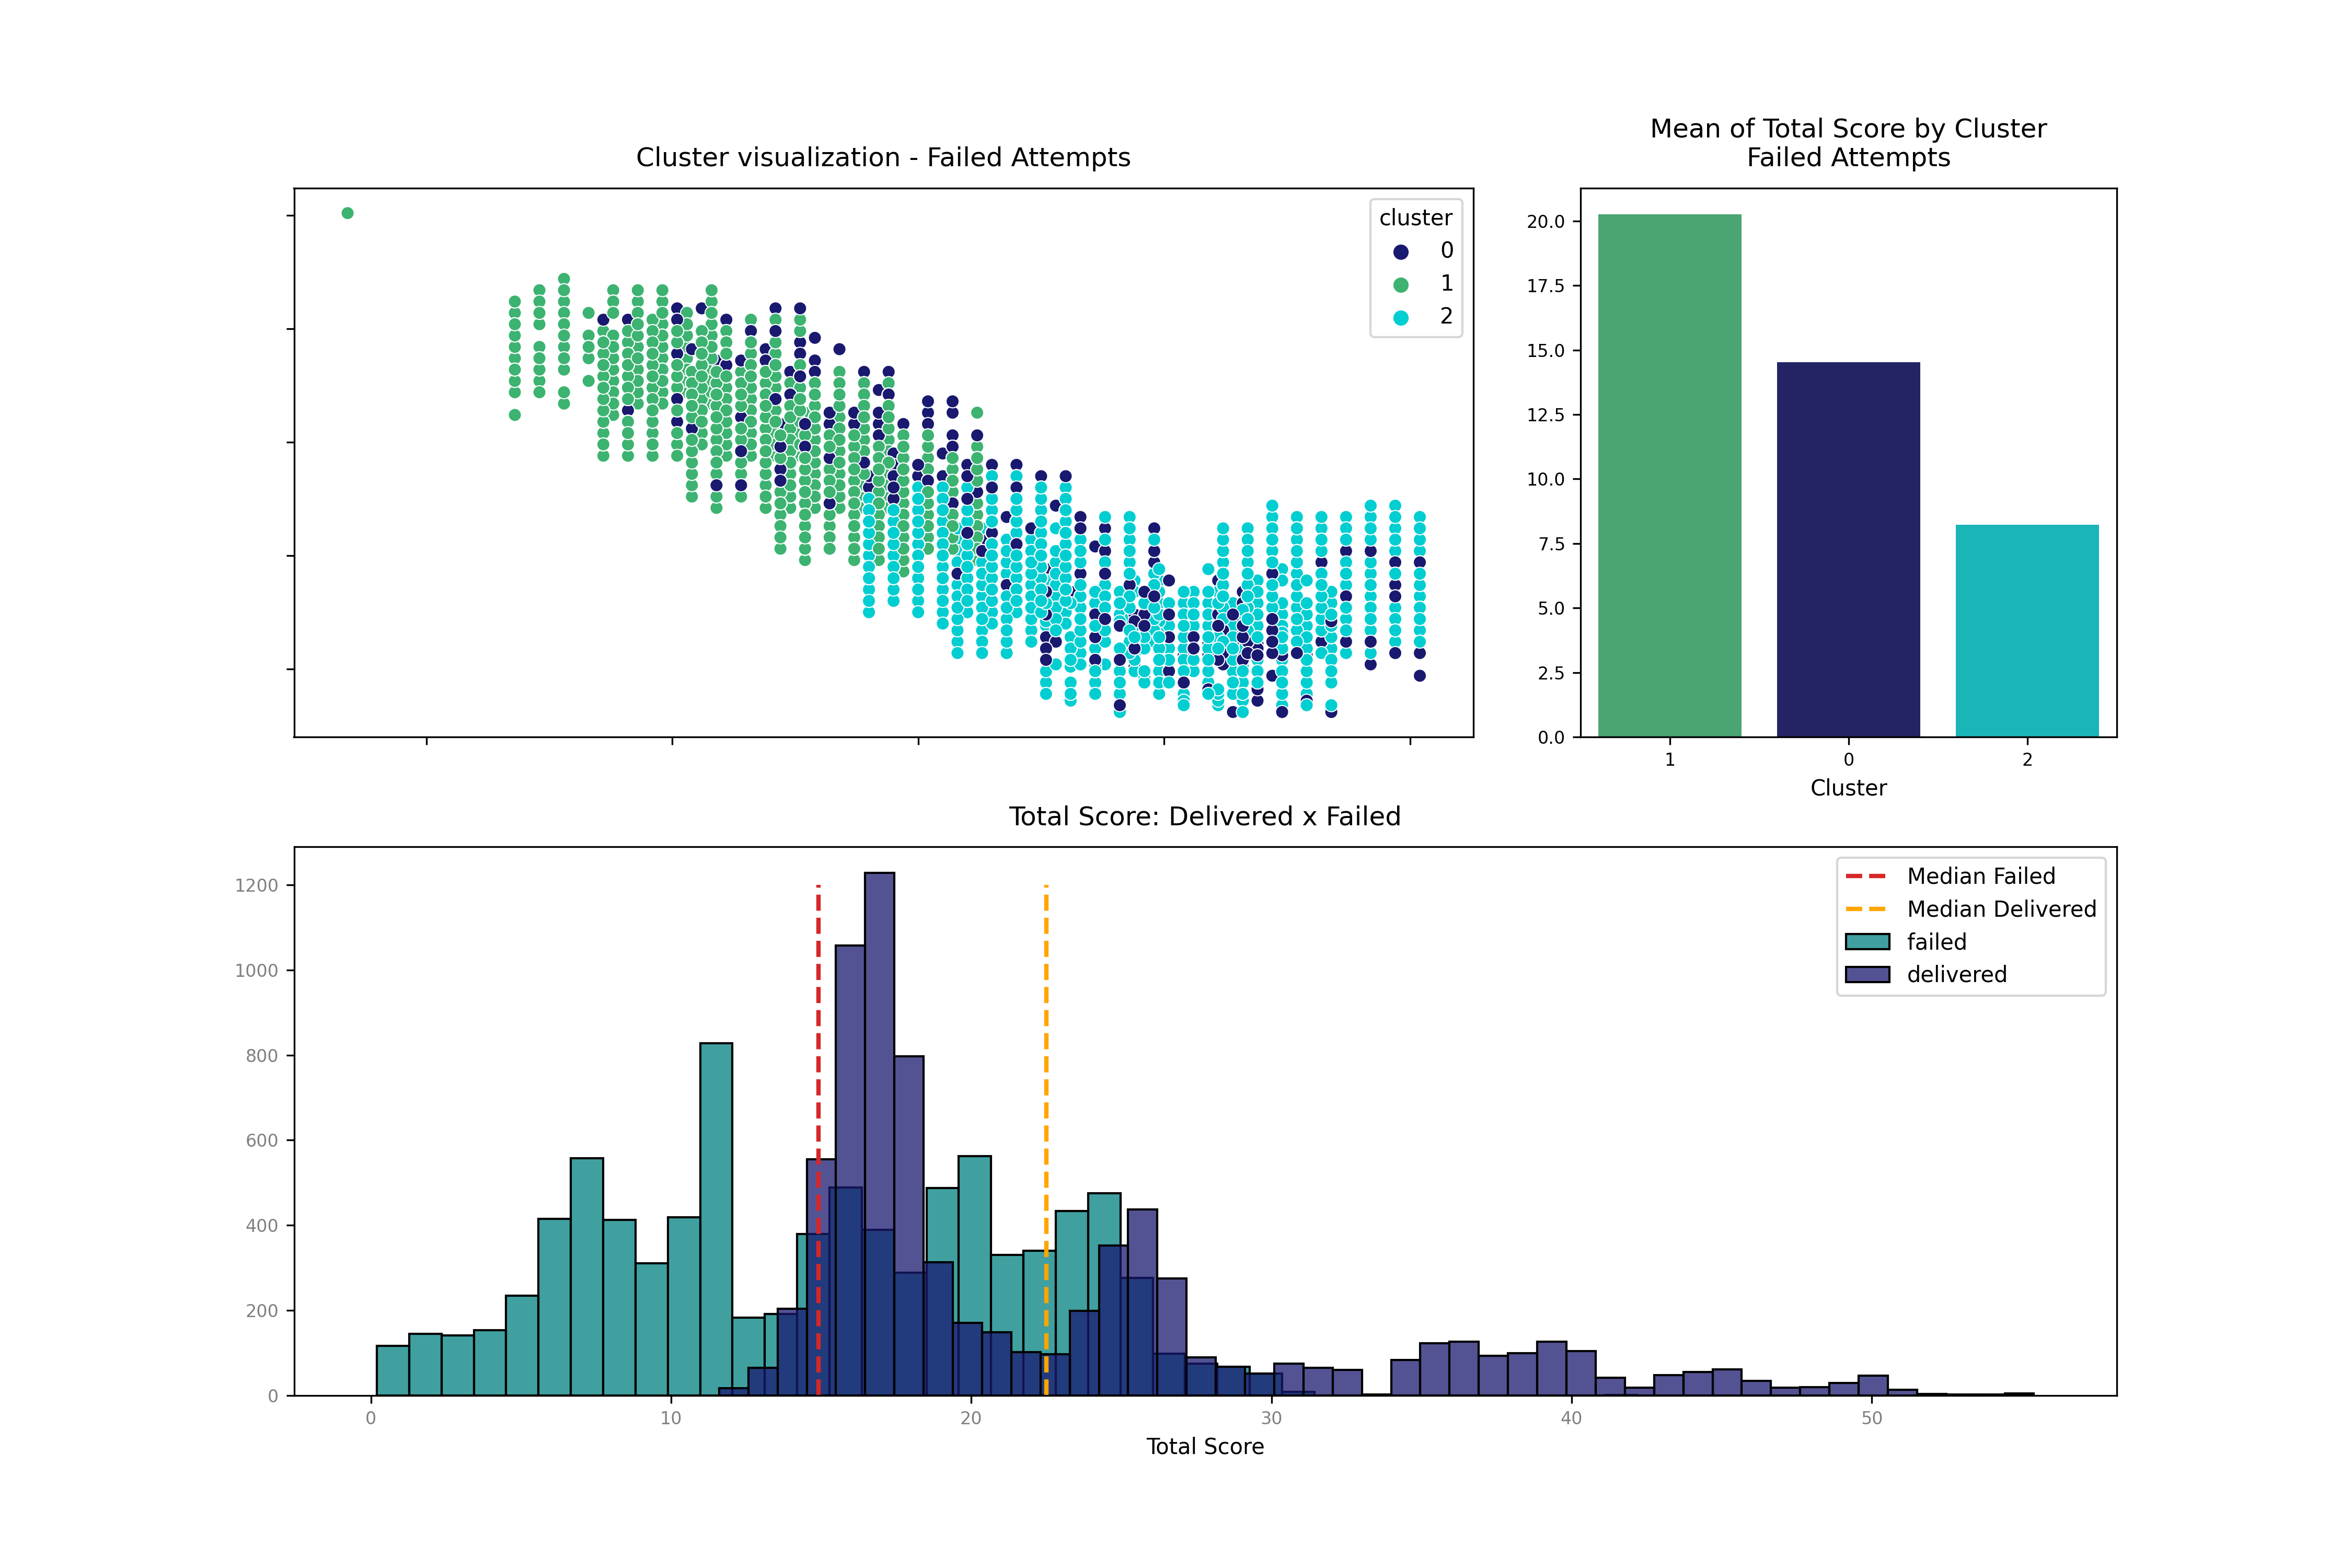 Cluster visualization - Failed Attempts
cluster
0
1
2
Mean of Total Score by Cluster
Failed Attempts
20.0
17.5
15.0
12.5
10.0
7.5
5.0
2.5
0.0
1 0 2
Cluster
Total Score: Delivered x Failed
1200
1000
800
600
400
200
0
Median Failed
Median Delivered
failed
delivered
0 10 20 30 40 50
Total Score